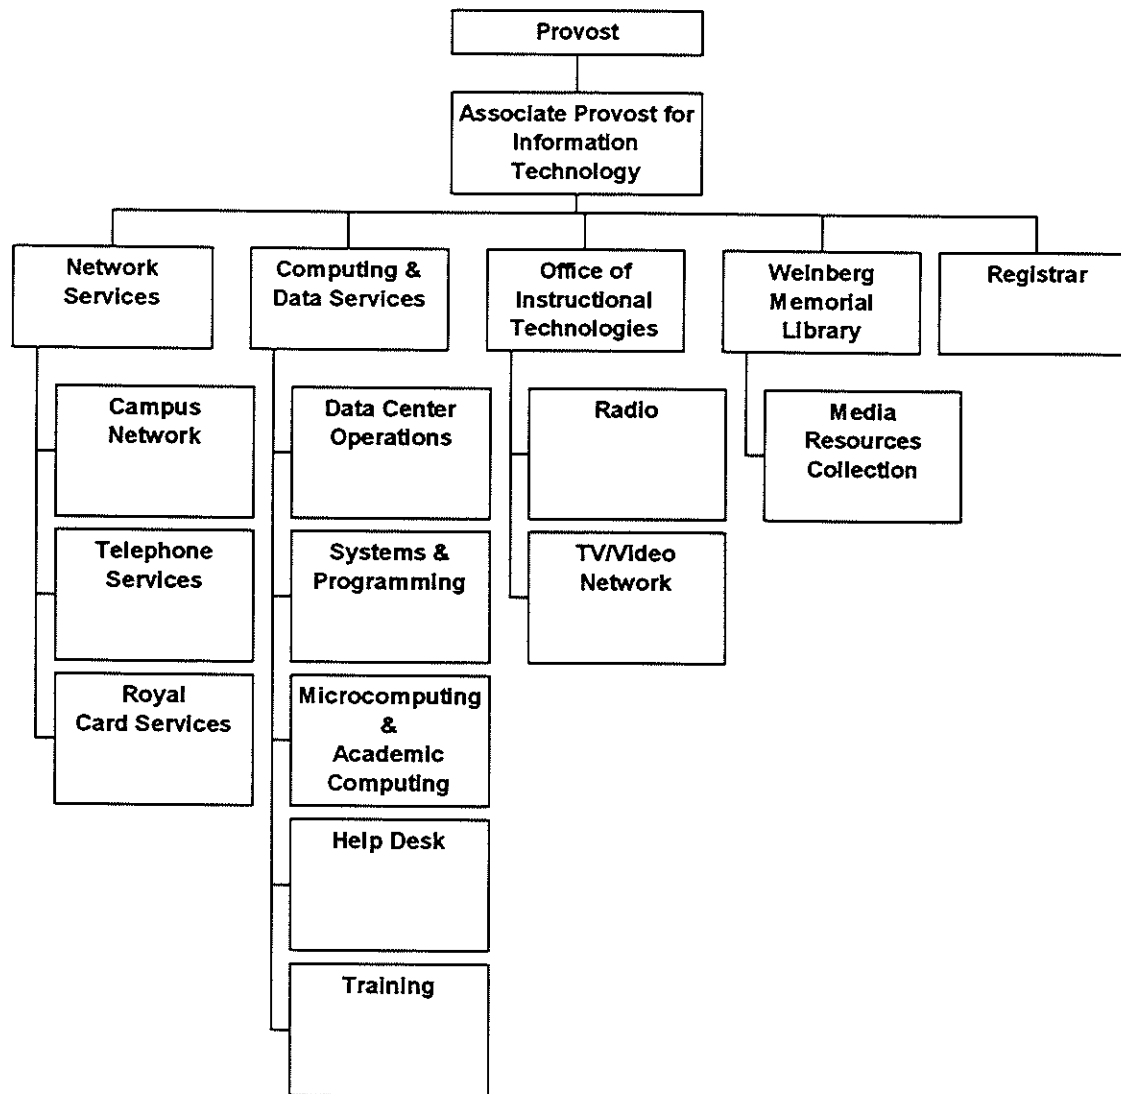 Provost
Associate Provost for
Information
Technology
Network
Services
Computing &
Data Services
Office of
Instructional
Technologies
Weinberg
Memorial
Library
Registrar
Campus
Network
Data Center
Operations
Radio
Media
Resources
Collection
Telephone
Services
Systems &
Programming
TV/Video
Network
Royal
Card Services
Microcomputing
&
Academic
Computing
Help Desk
Training